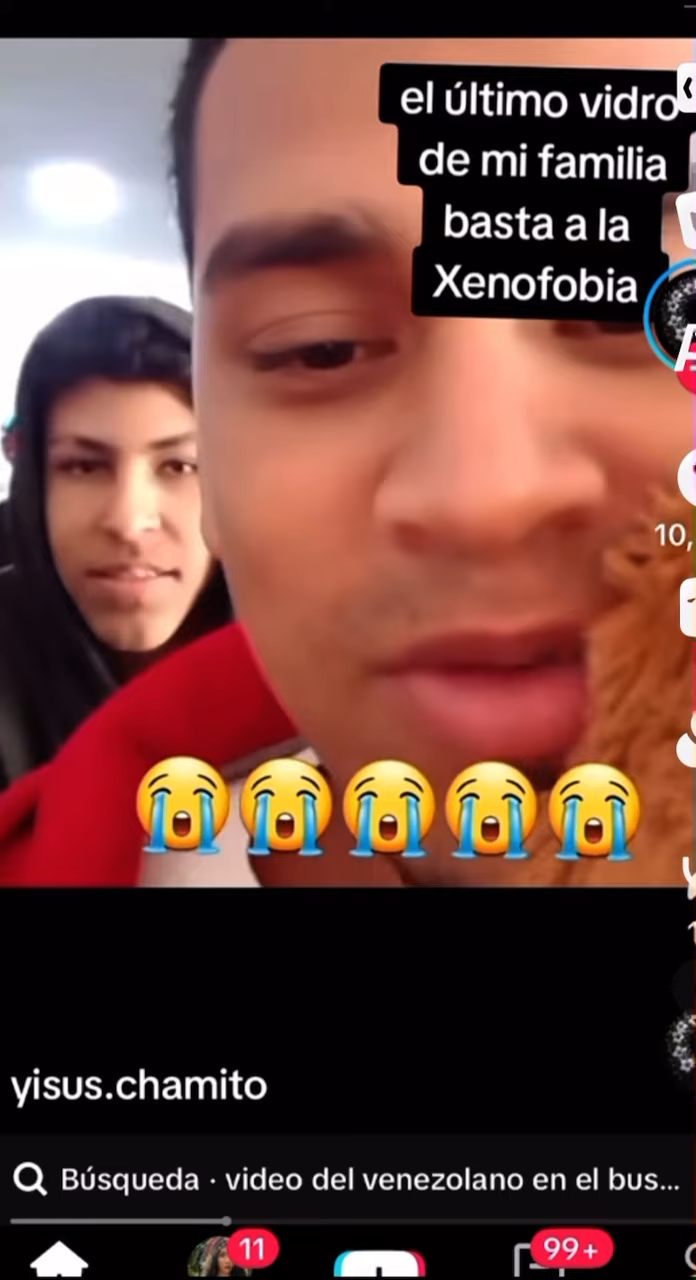 el último vidro
de mi familia
basta a la
Xenofobia
10,
yisus.chamito
Búsqueda · video del venezolano en el bus...
11
99+